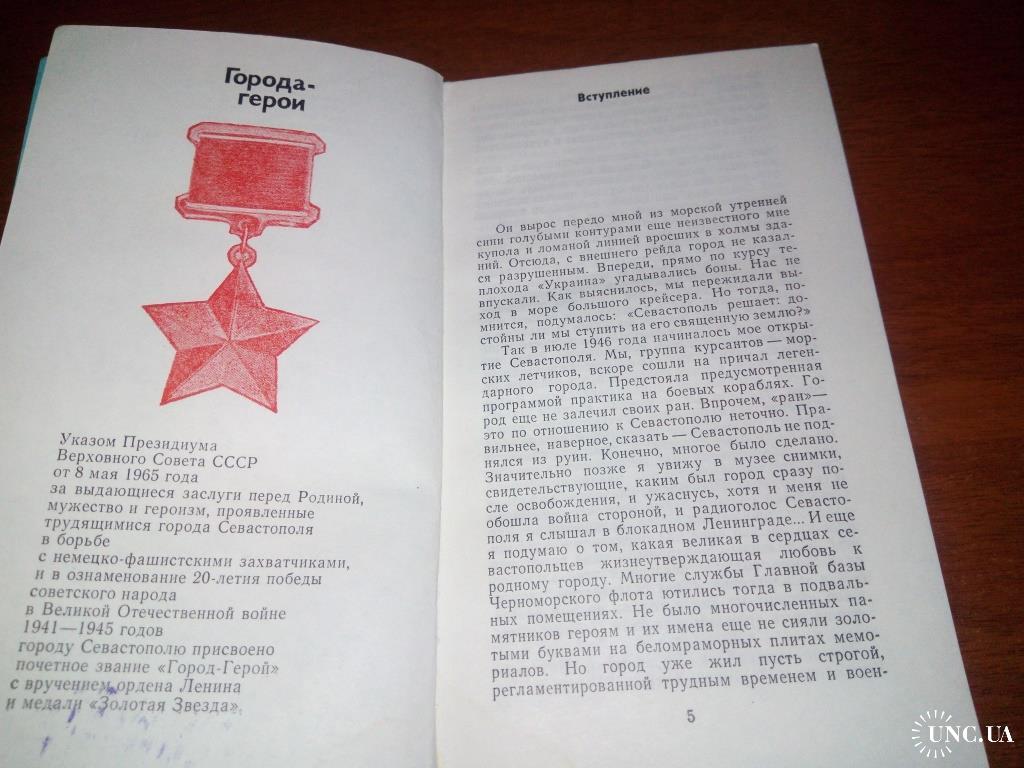 Города-
герои
Указом Президиума
Верховного Совета СССР
от 8 мая 1965 года
за выдающиеся заслуги перед Родиной,
мужество и героизм, проявленные
трудящимися города Севастополя
в борьбе
с немецко-фашистскими захватчиками,
и в ознаменование 20-летия победы
советского народа
в Великой Отечественной войне
1941—1945 годов
городу Севастополю присвоено
почетное звание «Город-Герой»
с вручением ордена Ленина
и медали «Золотая Звезда».
Вступление
Он вырос передо мной из морской утренней
сини голубыми контурами еще неизвестного мне
купола и ломаной линией вросших в холмы зда-
ний. Отсюда, с внешнего рейда город не казал-
ся разрушенным. Впереди, прямо по курсу те-
плохода «Украина» угадывались боны. Нас не
впускали. Как выяснилось, мы пережидали вы-
ход в море большого крейсера. Но тогда, по-
мнится, подумалось: «Севастополь решает: до-
стойны ли мы ступить на его священную землю?»
Так в июле 1946 года начиналось мое откры-
тие Севастополя. Мы, группа курсантов — мор-
ских летчиков, вскоре сошли на причал леген-
дарного города. Предстояла предусмотренная
программой практика на боевых кораблях. Го-
род еще не залечил своих ран. Впрочем, «ран»—
это по отношению к Севастополю неточно. Пра-
вильнее, наверное, сказать — Севастополь не под-
нялся из руин. Конечно, многое было сделано.
Значительно позже я увижу в музее снимки,
свидетельствующие, каким был город сразу по-
сле освобождения, и ужаснусь, хотя и меня не
обошла война стороной, и радиоголос Севасто-
поля я слышал в блокадном Ленинграде... И еще
я подумаю о том, какая великая в сердцах се-
вастопольцев жизнеутверждающая любовь к
родному городу. Многие службы Главной базы
Черноморского флота ютились тогда в подваль-
ных помещениях. Не было многочисленных па-
мятников героям и их имена еще не сияли золо-
тыми буквами на беломраморных плитах мемо-
риалов. Но город уже жил пусть строгой,
регламентированной трудным временем и воен-
5
UNC.UA